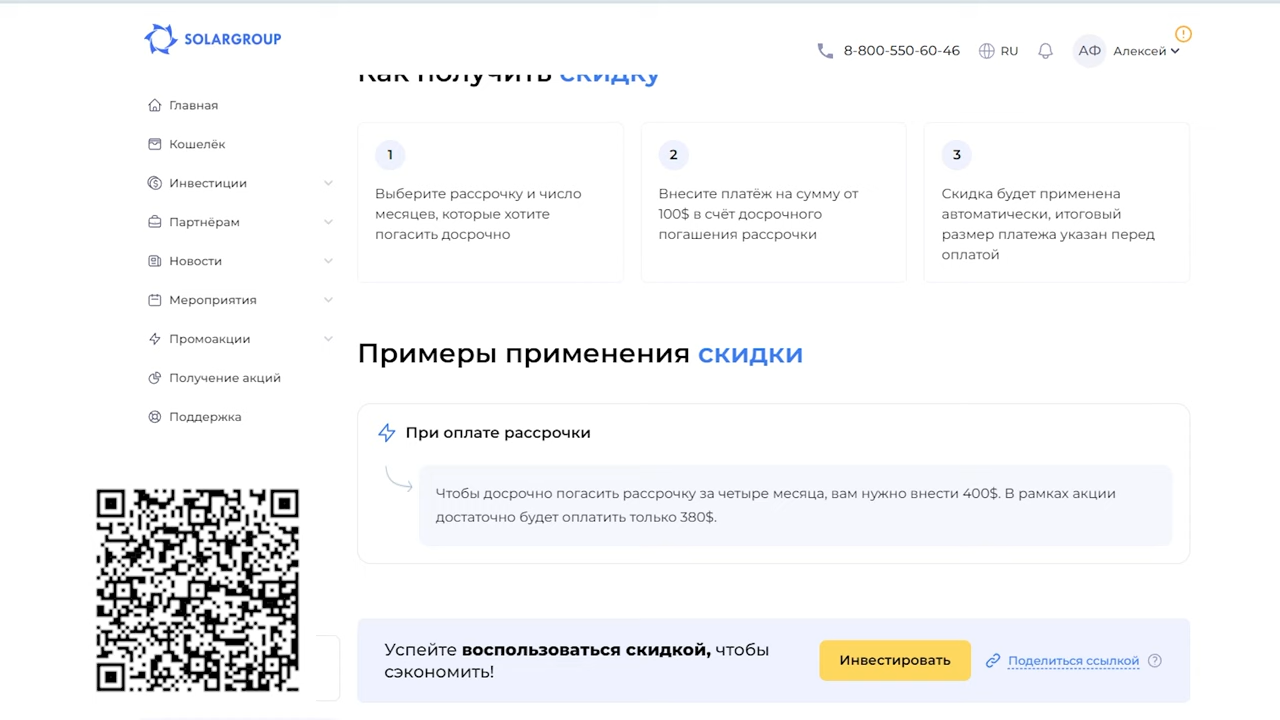 SOLARGROUP
8-800-550-60-46
RU
АФ
Алексей
Главная
Кошелёк
Инвестиции
Партнёрам
Новости
Мероприятия
Промоакции
Получение акций
Поддержка
Как получить скидку
1
Выберите рассрочку и число
месяцев, которые хотите
погасить досрочно
2
Внесите платёж на сумму от
100$ в счёт досрочного
погашения рассрочки
3
Скидка будет применена
автоматически, итоговый
размер платежа указан перед
оплатой
Примеры применения скидки
При оплате рассрочки
Чтобы досрочно погасить рассрочку за четыре месяца, вам нужно внести 400$. В рамках акции
достаточно будет оплатить только 380$.
Успейте воспользоваться скидкой, чтобы
сэкономить!
Инвестировать
Поделиться ссылкой